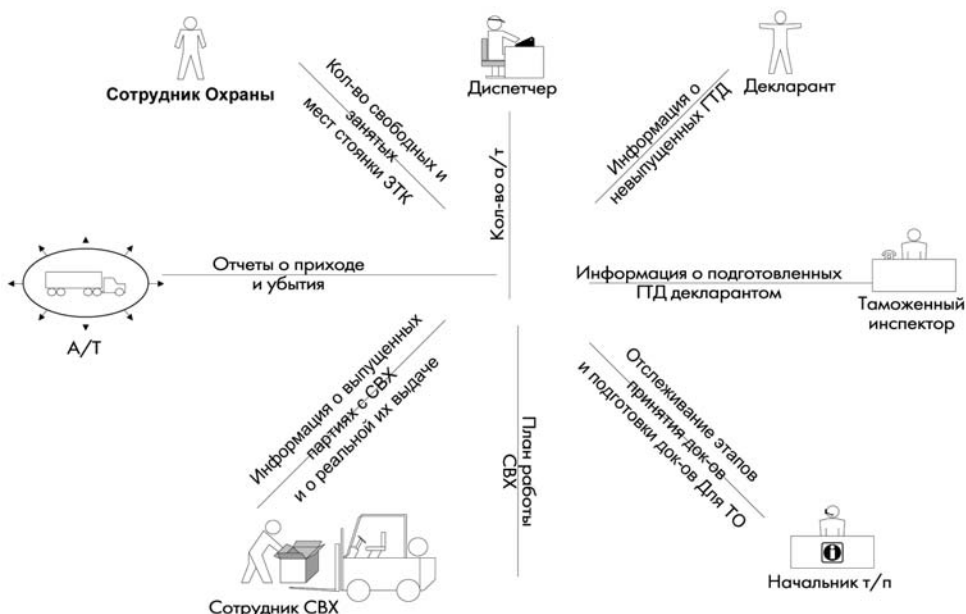 Сотрудник Охраны
Кол-во свободных и
занятых
мест стоянки ЗТК
Диспетчер
Кол-во а/т
Декларант
Информация о
невыпущенных ГТД
А/Т
Отчеты о приходе
и убытия
Информация о подготовленных
ГТД декларантом
Таможенный
инспектор
Информация о выпущенных
партиях с СВХ
и о реальной их выдаче
Сотрудник СВХ
План работы
СВХ
Отслеживание этапов
принятия док-ов
и подготовки док-ов Для ТО
Начальник т/п